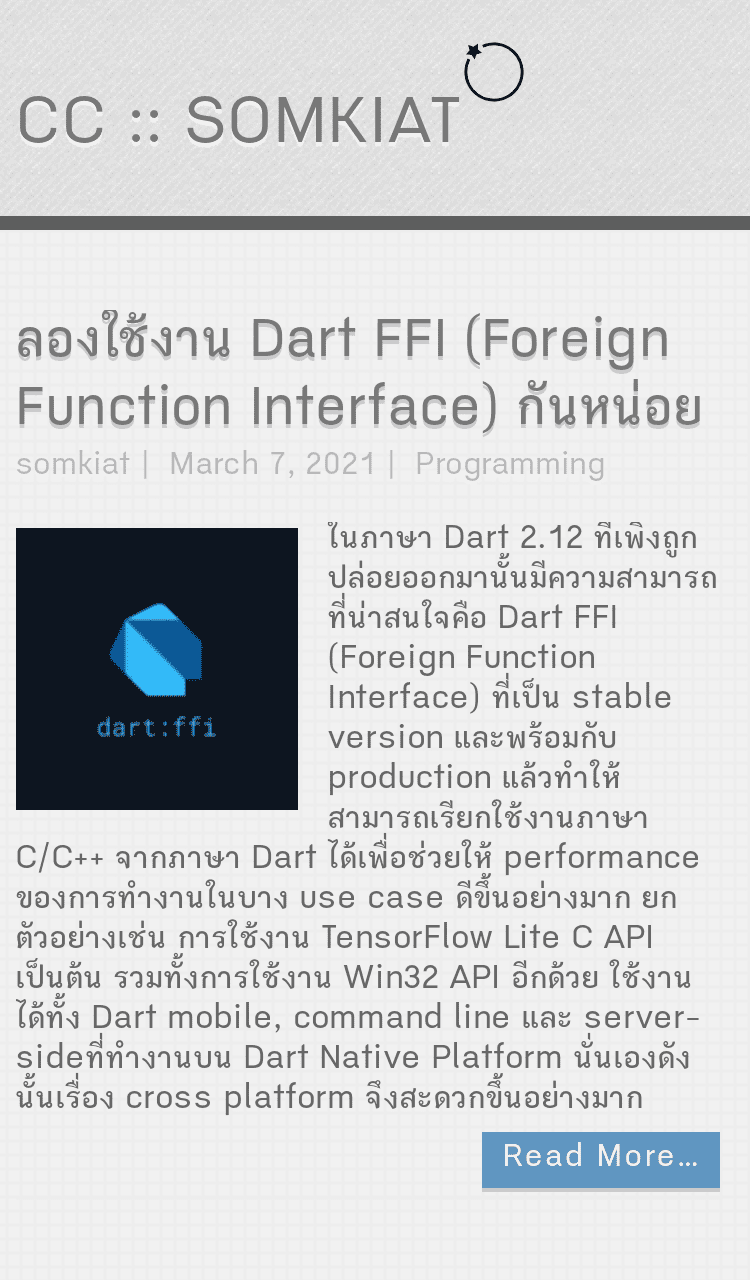 CC :: SOMKIAT
ลองใช้งาน Dart FFI (Foreign
Function Interface) กันหน่อย
somkiat | March 7, 2021 | Programming
dart:ffi
ในภาษา Dart 2.12 ที่เพิ่งถูก
ปล่อยออกมานั้นมีความสามารถ
ที่น่าสนใจคือ Dart FFI
(Foreign Function
Interface) ที่เป็น stable
version และพร้อมกับ
production แล้วทำให้
สามารถเรียกใช้งานภาษา
C/C++ จากภาษา Dart ได้เพื่อช่วยให้ performance
ของการทำงานในบาง use case ดีขึ้นอย่างมาก ยก
ตัวอย่างเช่น การใช้งาน TensorFlow Lite C API
เป็นต้น รวมทั้งการใช้งาน Win32 API อีกด้วย ใช้งาน
ได้ทั้ง Dart mobile, command line และ server-
sideที่ทำงานบน Dart Native Platform นั่นเองดัง
นั้นเรื่อง cross platform จึงสะดวกขึ้นอย่างมาก
Read More...